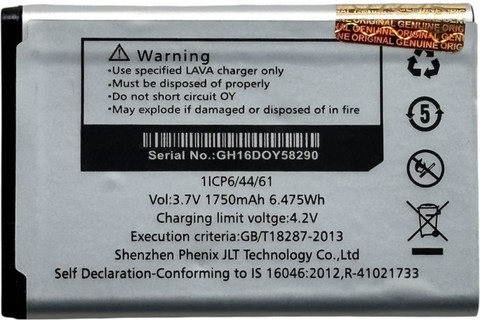 GENUINE ORIGINAL GENUINE ORIG
Warning
•Use specified LAVA charger only
•Must be disposed of properly
•Do not short circuit OY
•May explode if damaged or disposed in fire
5
Serial No.:GH16DOY58290
1ICP6/44/61
Vol:3.7V 1750mAh 6.475Wh
Charging limit voltge:4.2V
Execution criteria:GB/T18287-2013
Shenzhen Phenix JLT Technology Co.,Ltd
Self Declaration-Conferming to IS 16046:2012,R-41021733